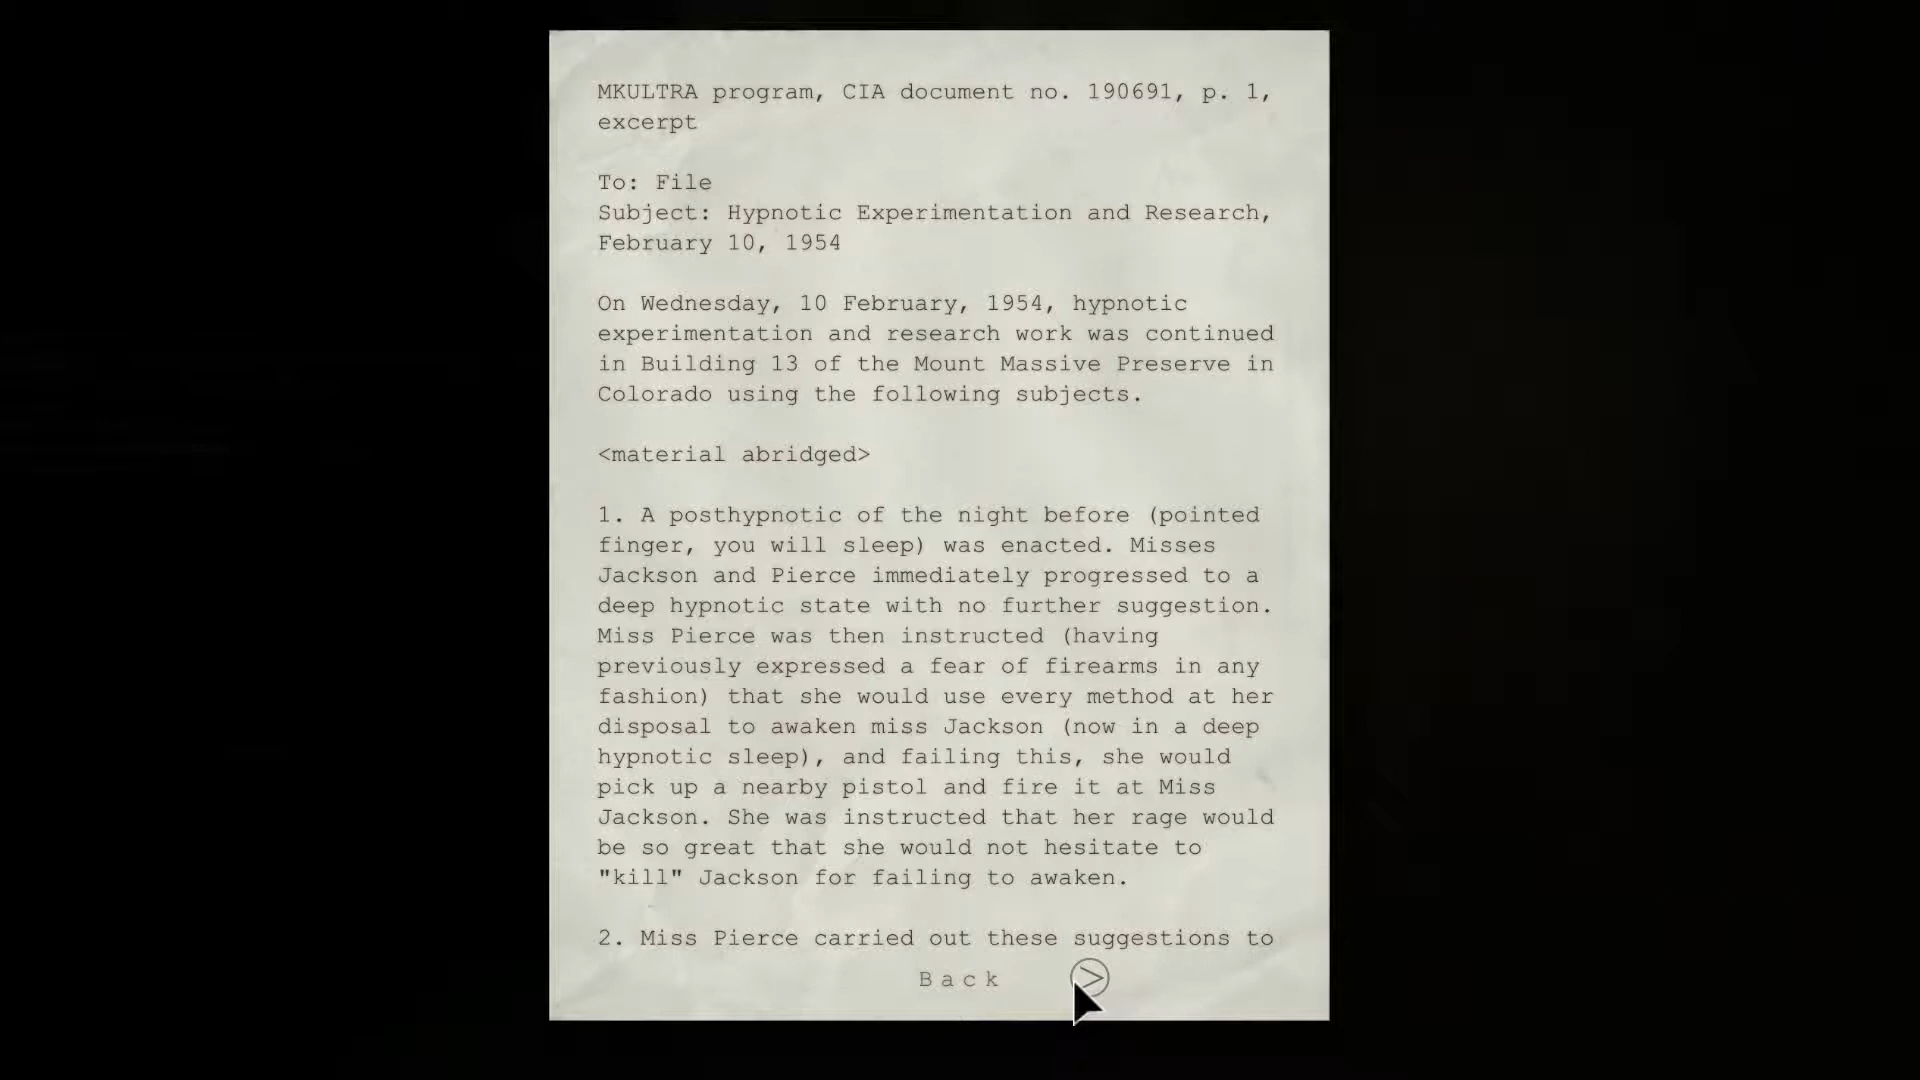 MKULTRA program, CIA document no. 190691, p. 1,
excerpt
To: File
Subject: Hypnotic Experimentation and Research,
February 10, 1954
On Wednesday, 10 February, 1954, hypnotic
experimentation and research work was continued
in Building 13 of the Mount Massive Preserve in
Colorado using the following subjects.
<material abridged>
1. A posthypnotic of the night before (pointed
finger, you will sleep) was enacted. Misses
Jackson and Pierce immediately progressed to a
deep hypnotic state with no further suggestion.
Miss Pierce was then instructed (having
previously expressed a fear of firearms in any
fashion) that she would use every method at her
disposal to awaken miss Jackson (now in a deep
hypnotic sleep), and failing this, she would
pick up a nearby pistol and fire it at Miss
Jackson. She was instructed that her rage would
be so great that she would not hesitate to
"kill" Jackson for failing to awaken.
2. Miss Pierce carried out these suggestions to
Back >